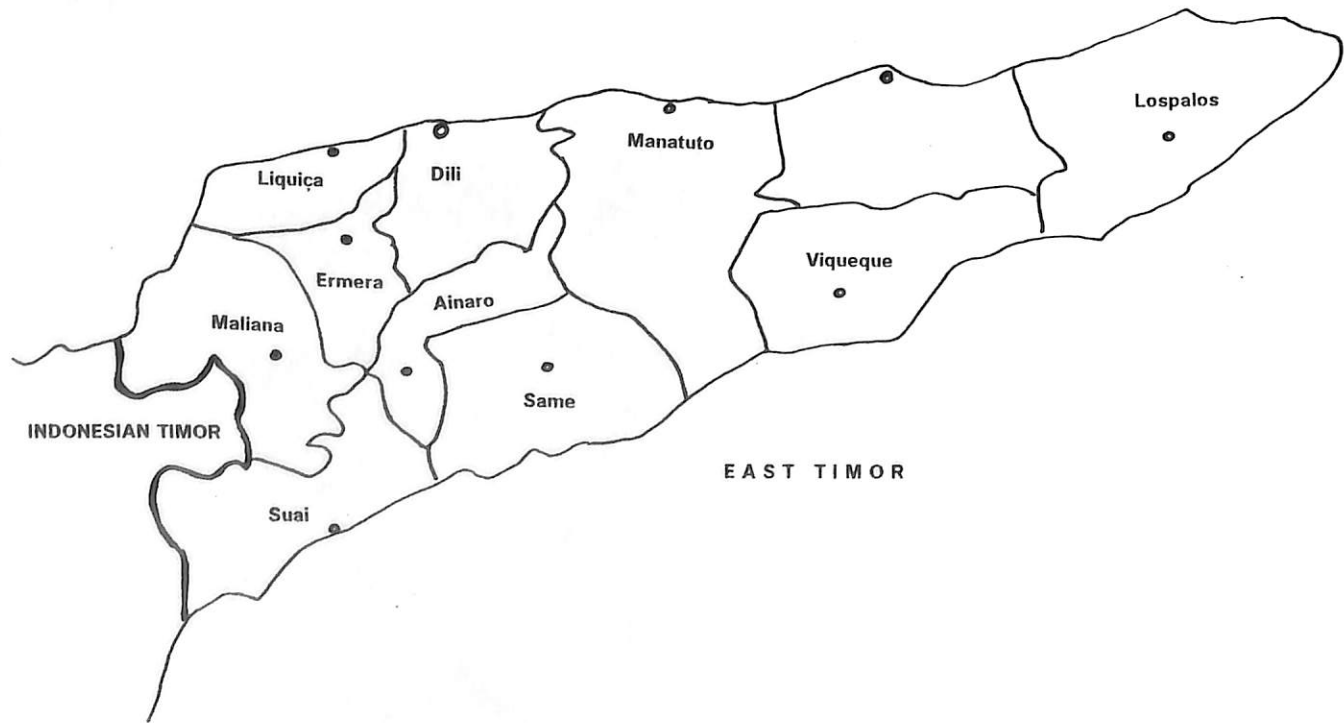 Lospalos
Manatuto
Liquiça
Dili
Viqueque
Ermera
Ainaro
Maliana
Same
INDONESIAN TIMOR
EAST TIMOR
Suai